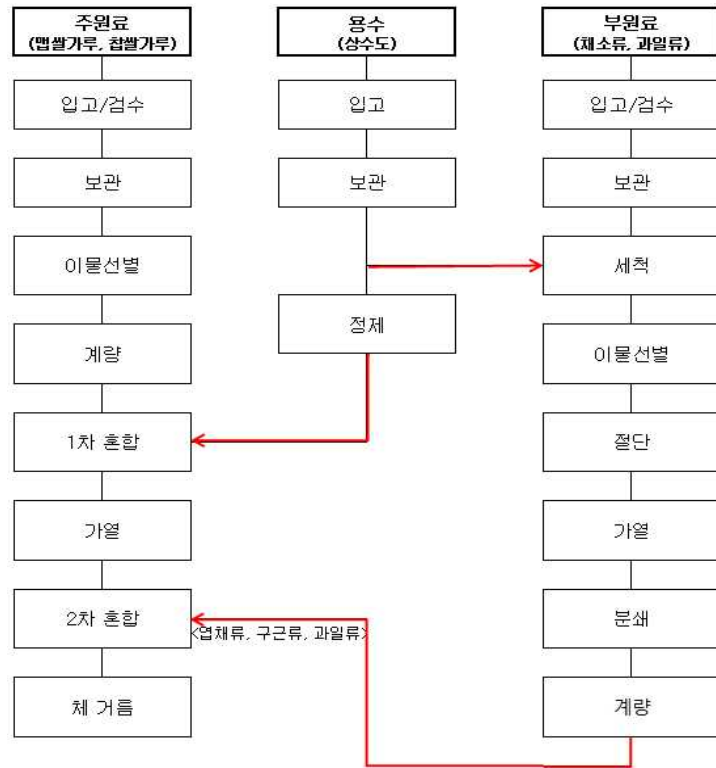 주원료
(맵쌀가루, 찹쌀가루)
입고/검수
보관
이물선별
계량
1차 혼합
가열
2차 혼합
체 거름
용수
(상수도)
입고
보관
정제
<엽채류, 구근류, 과일류>
부원료
(채소류, 과일류)
입고/검수
보관
세척
이물선별
절단
가열
분쇄
계량